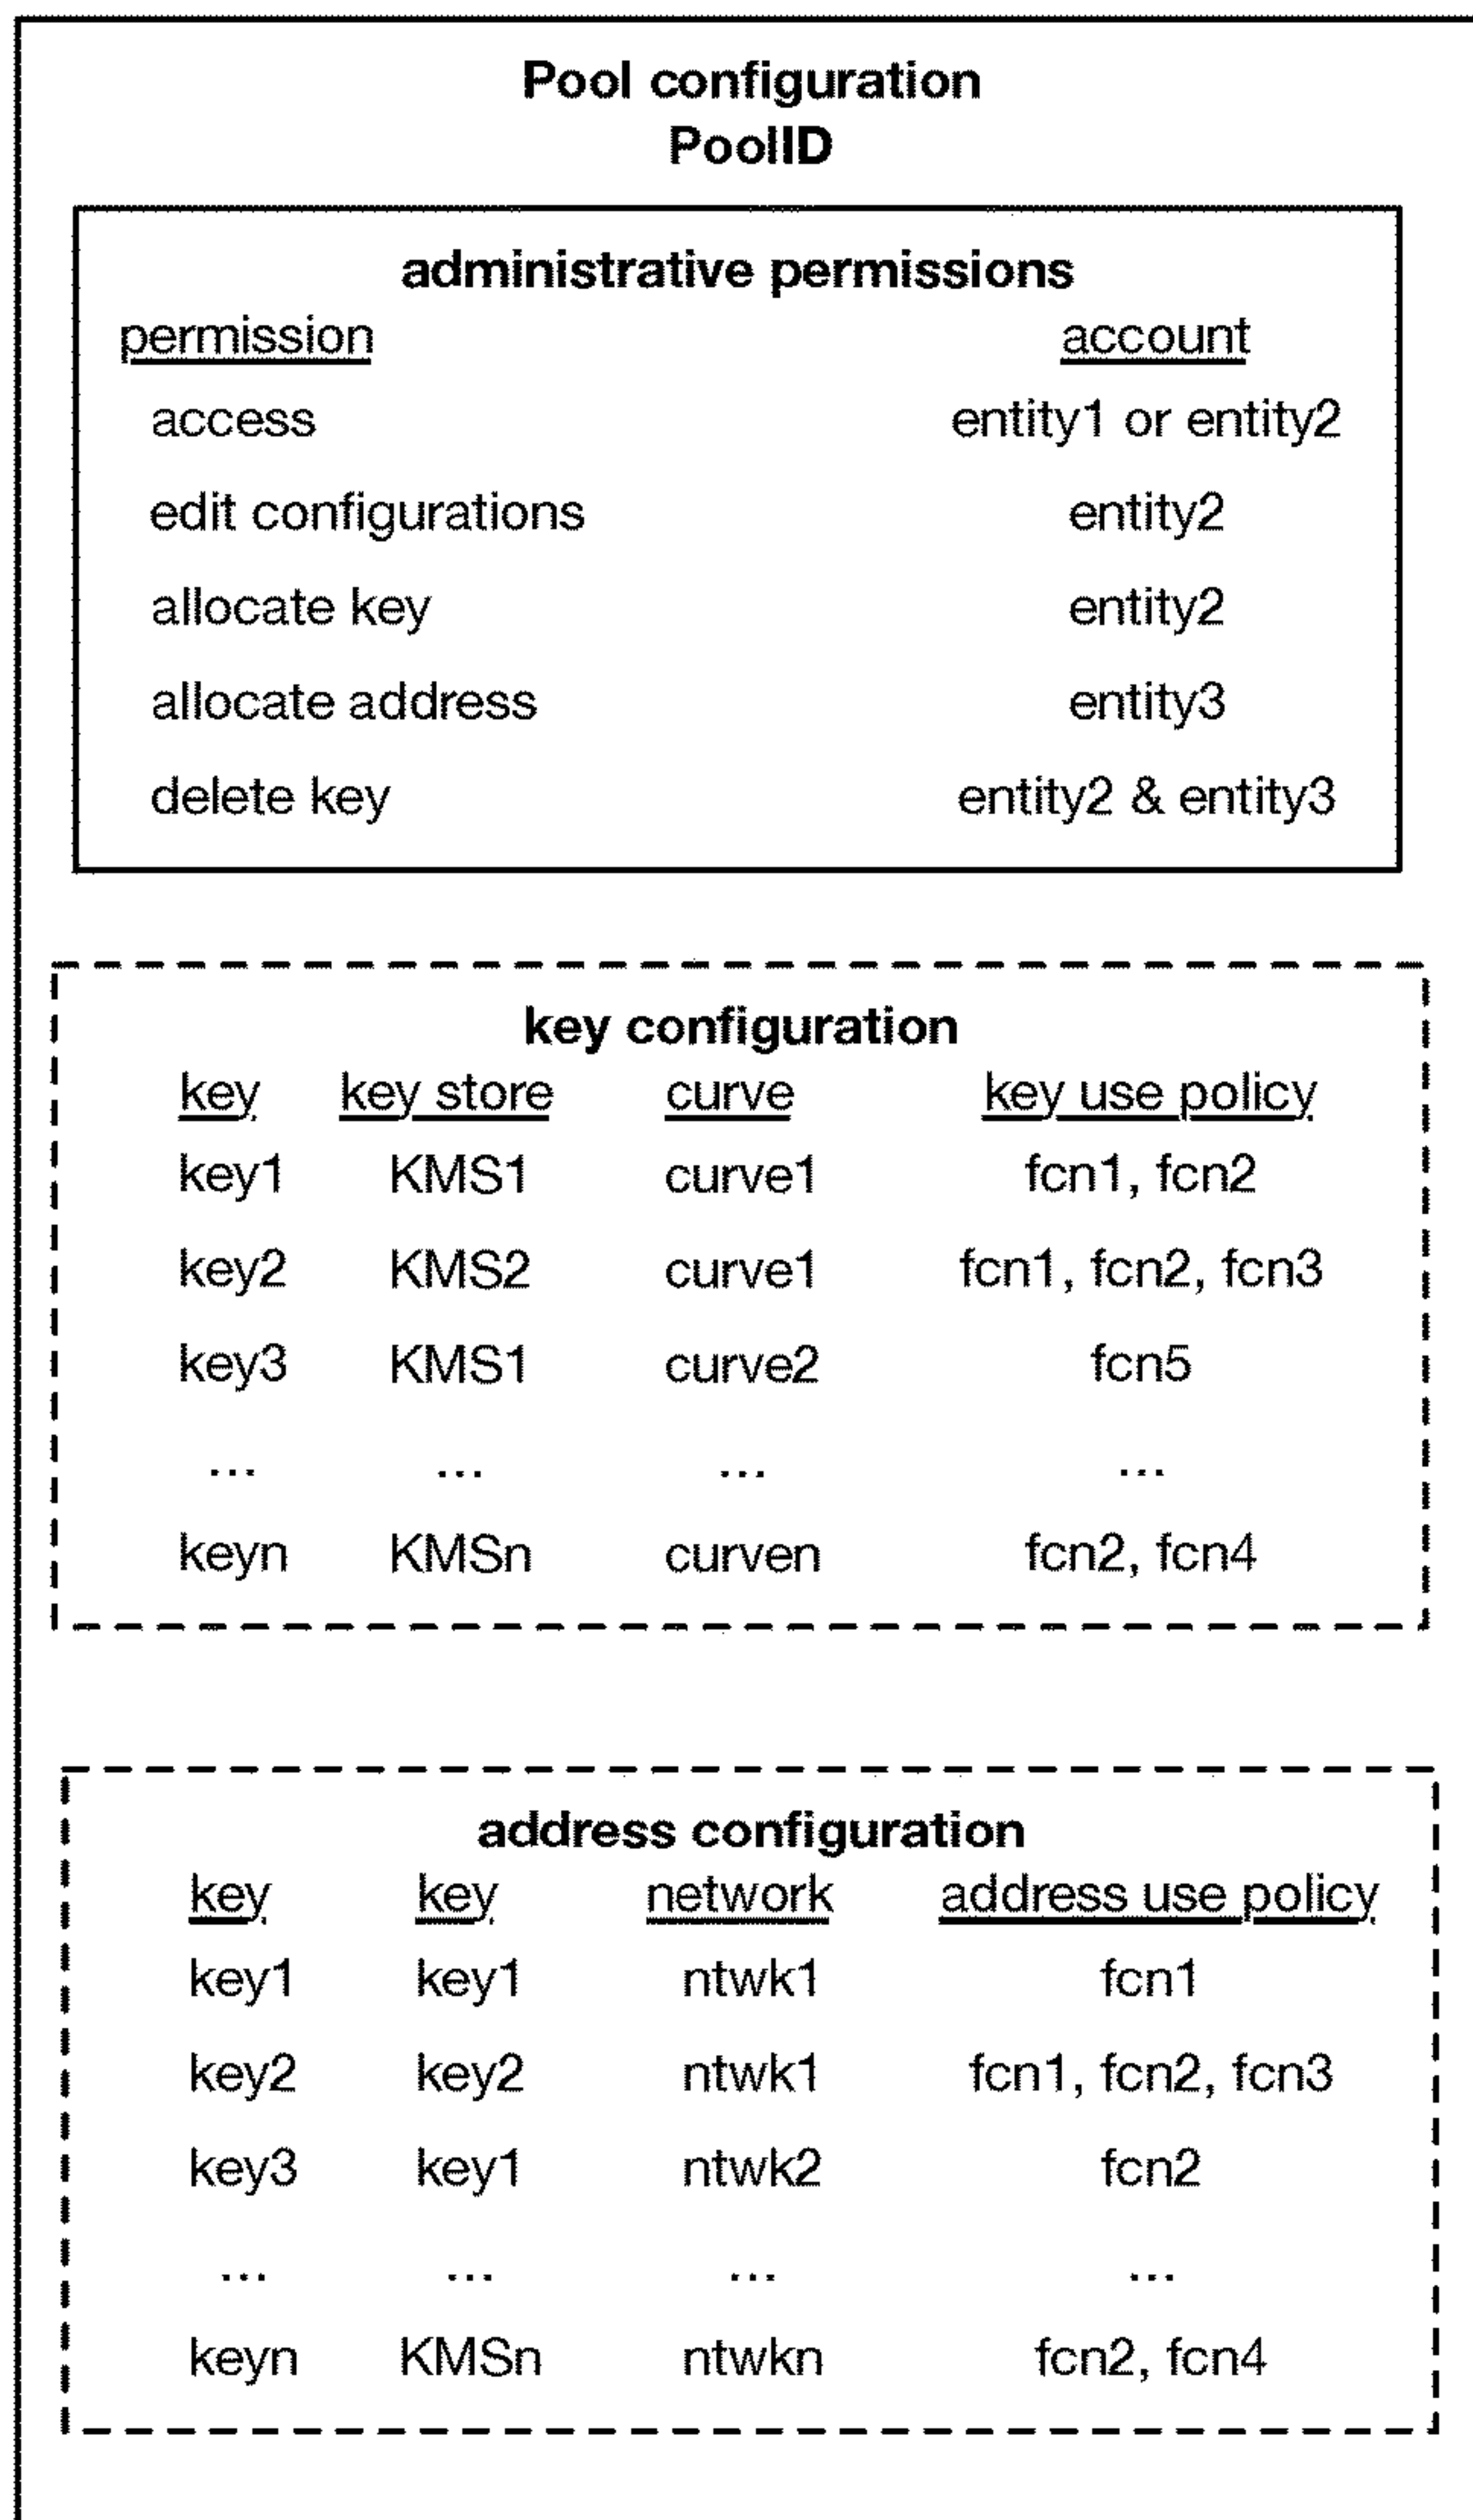 Pool configuration
PoolID
administrative permissions
permission account
access entity1 or entity2
edit configurations entity2
allocate key entity2
allocate address entity3
delete key entity2 & entity3
key configuration
key key store curve key use policy
key1 KMS1 curve1 fcn1, fcn2
key2 KMS2 curve1 fcn1, fcn2, fcn3
key3 KMS1 curve2 fcn5
... ... ... ...
keyn KMSn curven fcn2, fcn4
address configuration
key key network address use policy
key1 key1 ntwk1 fcn1
key2 key2 ntwk1 fcn1, fcn2, fcn3
key3 key1 ntwk2 fcn2
... ... ... ...
keyn KMSn ntwkn fcn2, fcn4